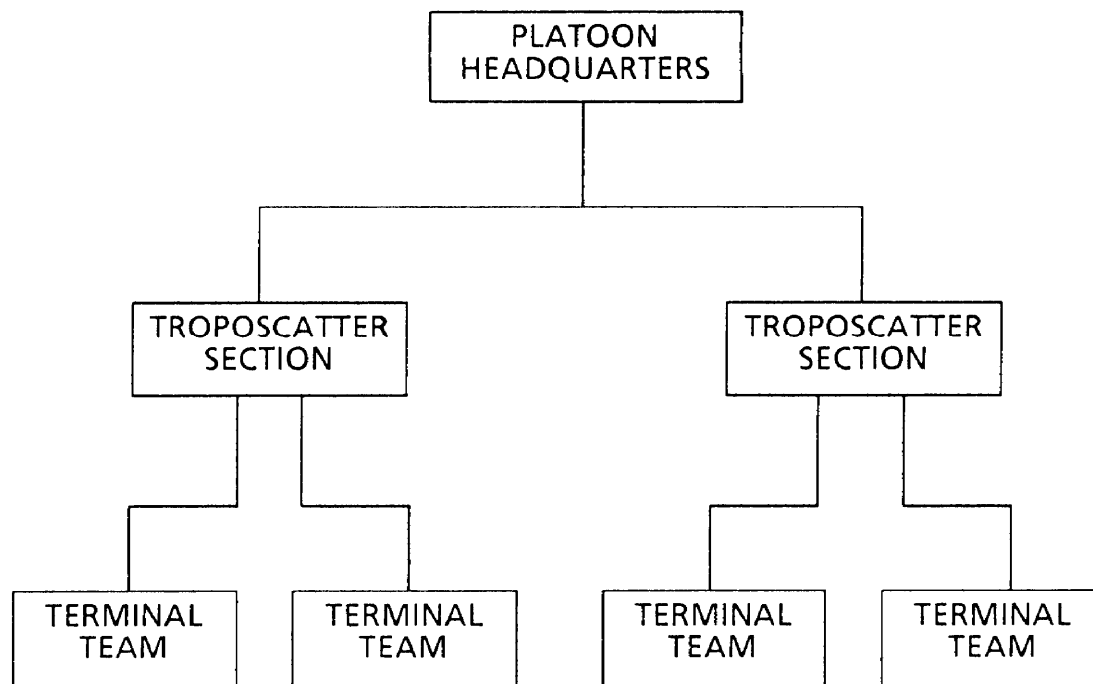 PLATOON
HEADQUARTERS
TROPOSCATTER
SECTION
TROPOSCATTER
SECTION
TERMINAL
TEAM
TERMINAL
TEAM
TERMINAL
TEAM
TERMINAL
TEAM